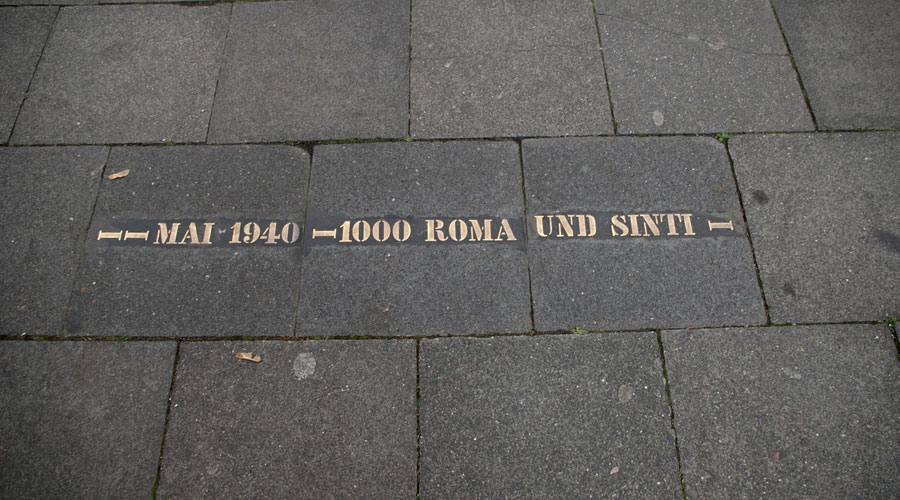 MAI 1940 - 1000 ROMA UND SINTI -